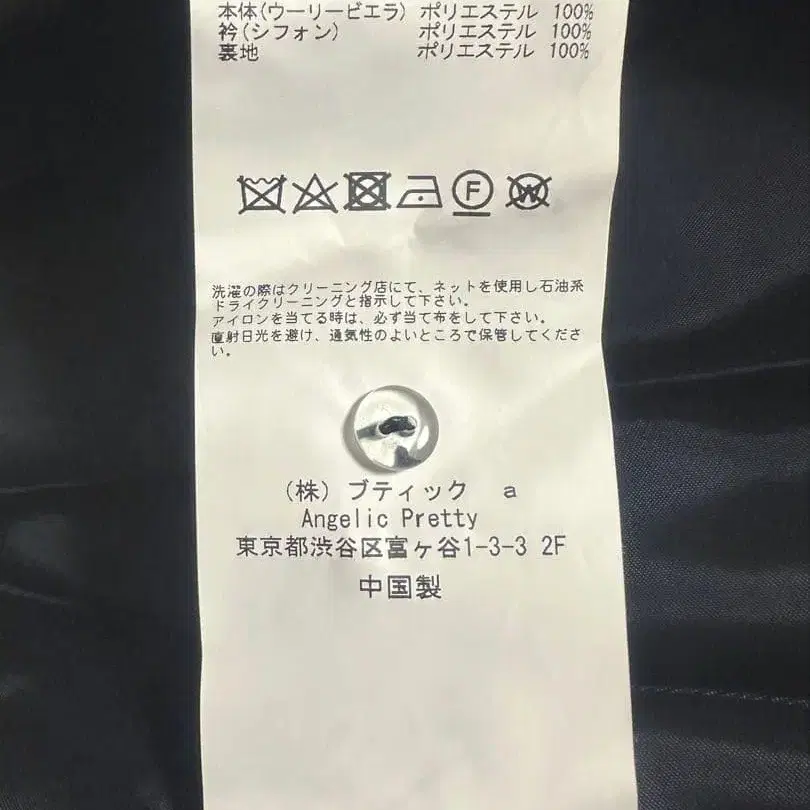 本体(ウーリービエラ) ポリエステル 100%
衿(シフォン) ポリエステル 100%
裏地 ポリエステル 100%
F
W
洗濯の際はクリーニング店にて、ネットを使用し石油系
ドライクリーニングと指示して下さい。
アイロンを当てる時は、必ず当て布をして下さい。
直射日光を避け、通気性のよいところで保管してくださ
い。
(株) ブティック a
Angelic Pretty
東京都渋谷区富ヶ谷1-3-3 2F
中国製